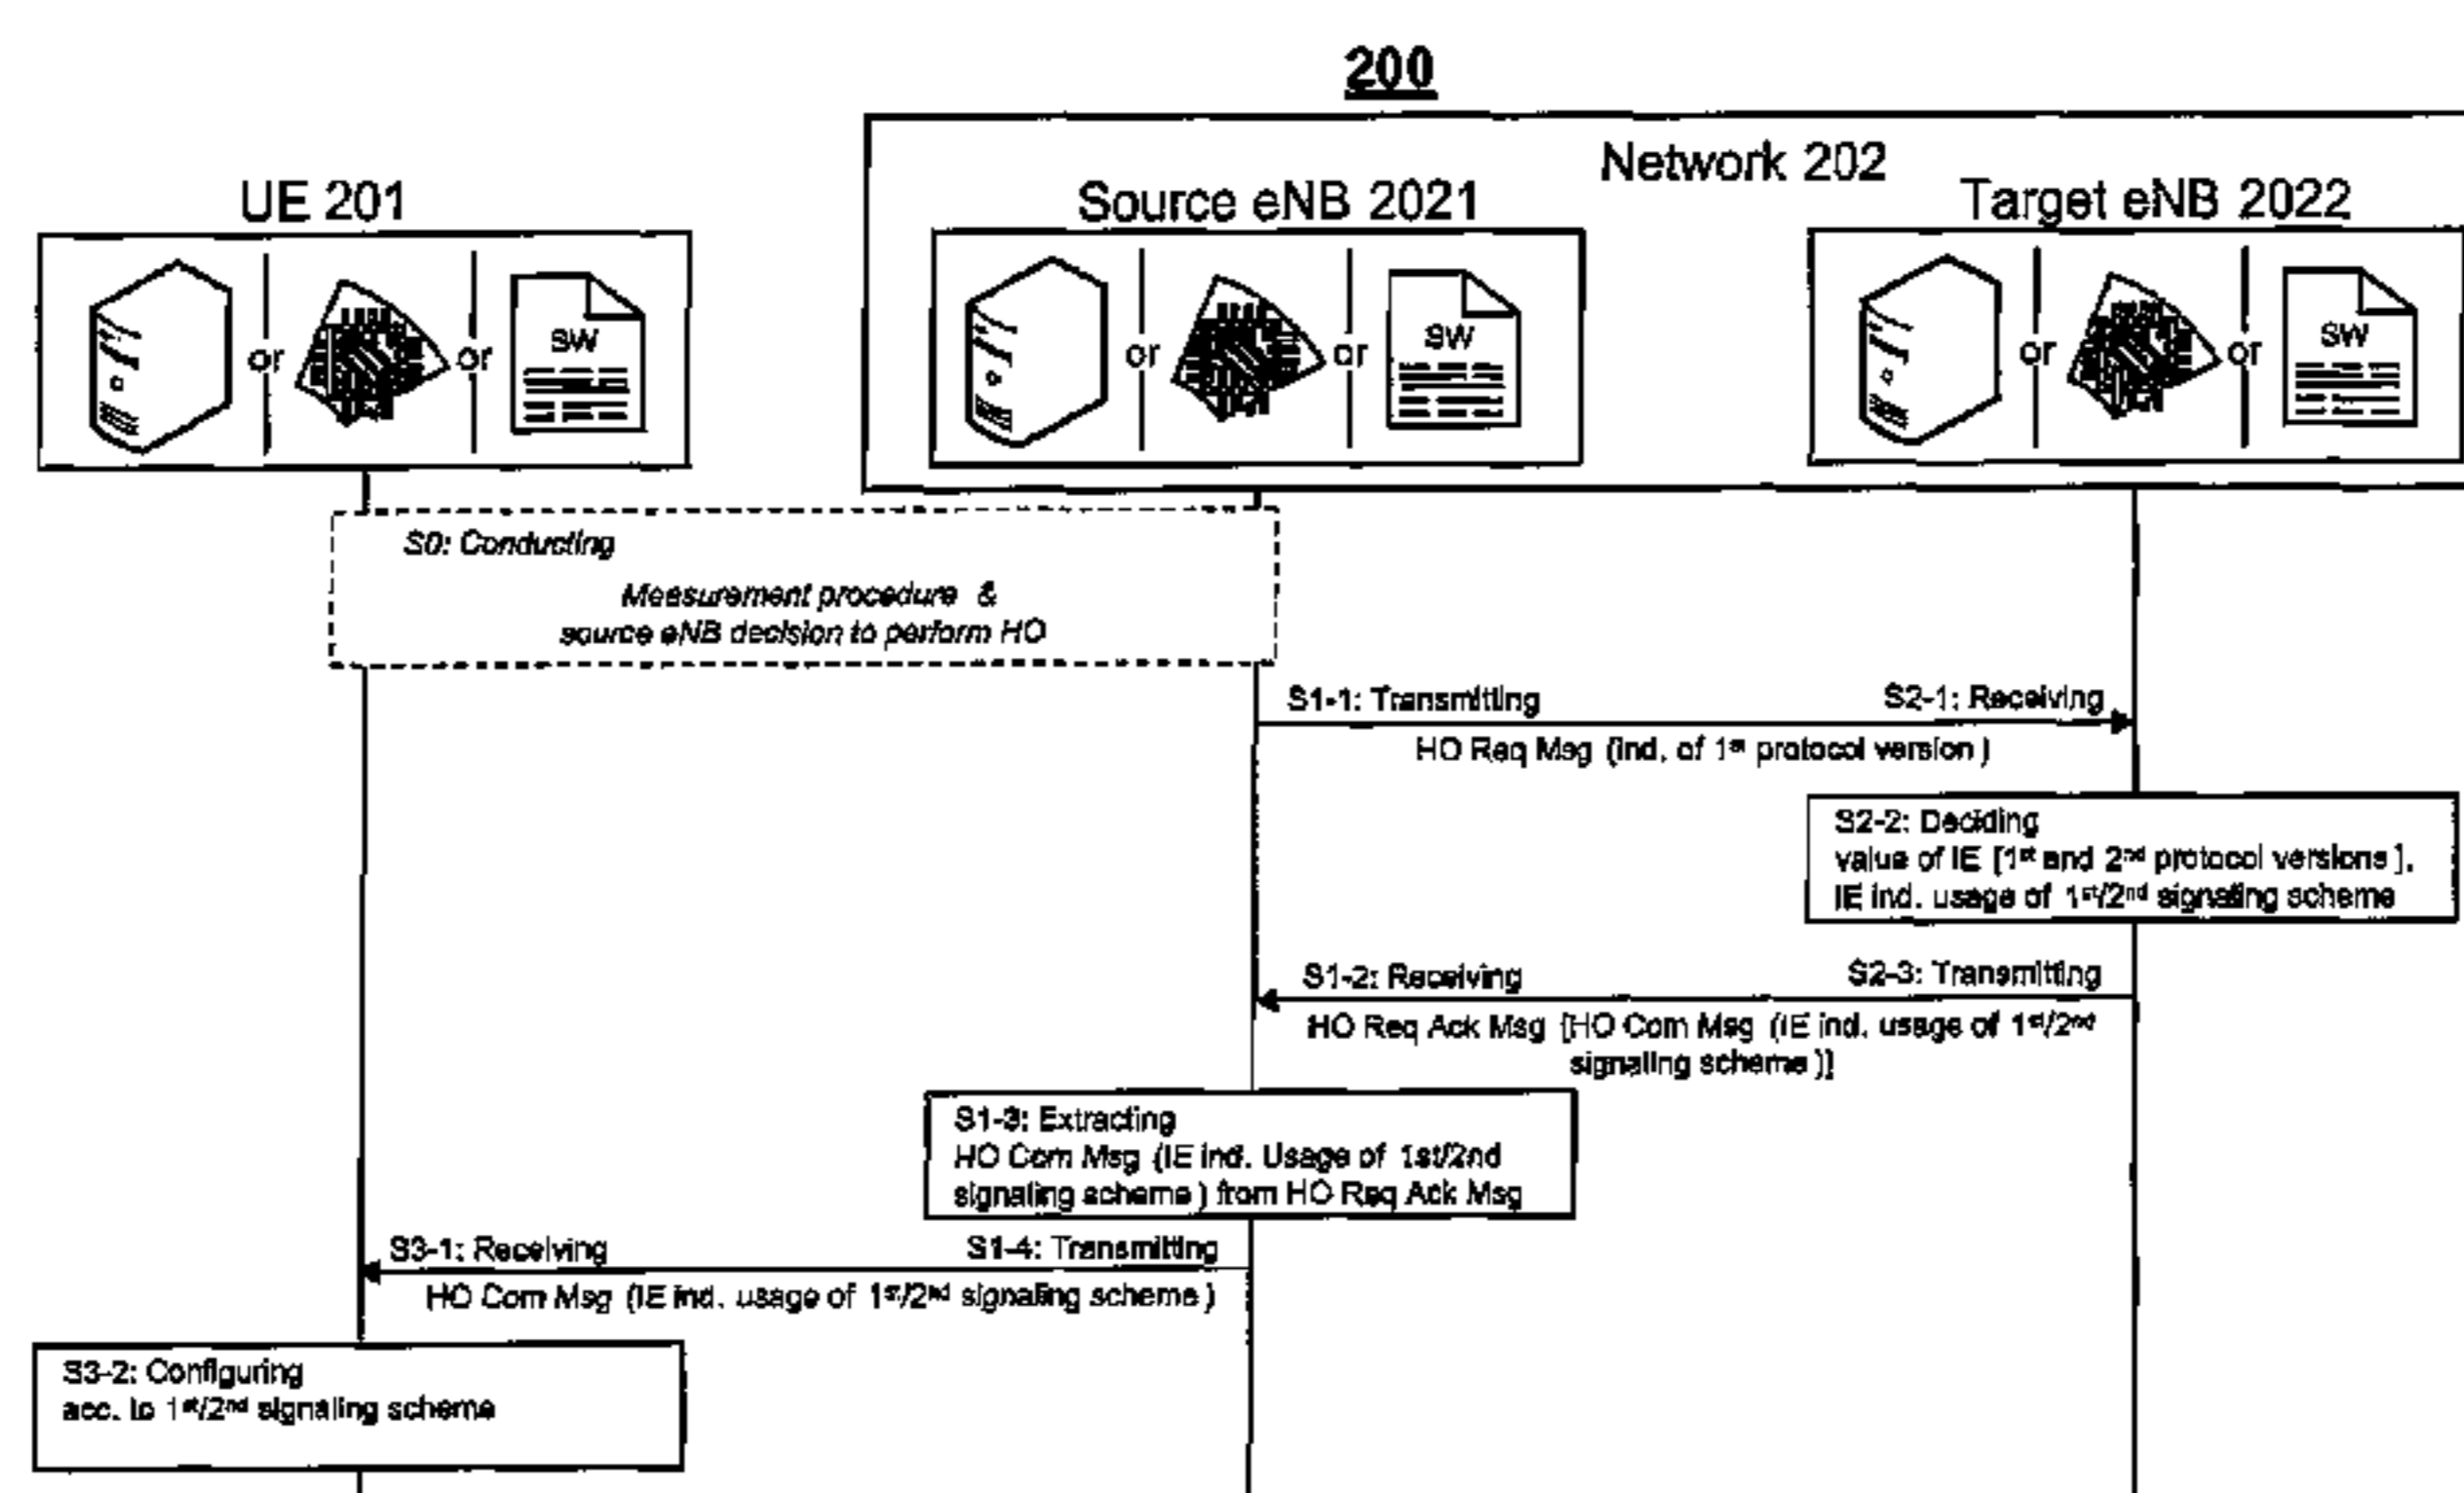 200
Network 202
UE 201
Source eNB 2021
Target eNB 2022
or
or
SW
or
or
SW
or
or
SW
S0: Conducting
Measurement procedure &
source eNB decision to perform HO
S1-1: Transmitting
S2-1: Receiving
HO Req Msg (ind. of 1st protocol version)
S2-2: Deciding
value of IE [1st and 2nd protocol versions],
IE ind. usage of 1st/2nd signaling scheme
S1-2: Receiving
S2-3: Transmitting
HO Req Ack Msg [HO Com Msg (IE ind. usage of 1st/2nd
signaling scheme)]
S1-3: Extracting
HO Com Msg (IE ind. Usage of 1st/2nd
signaling scheme) from HO Req Ack Msg
S3-1: Receiving
S1-4: Transmitting
HO Com Msg (IE ind. usage of 1st/2nd signaling scheme)
S3-2: Configuring
acc. to 1st/2nd signaling scheme